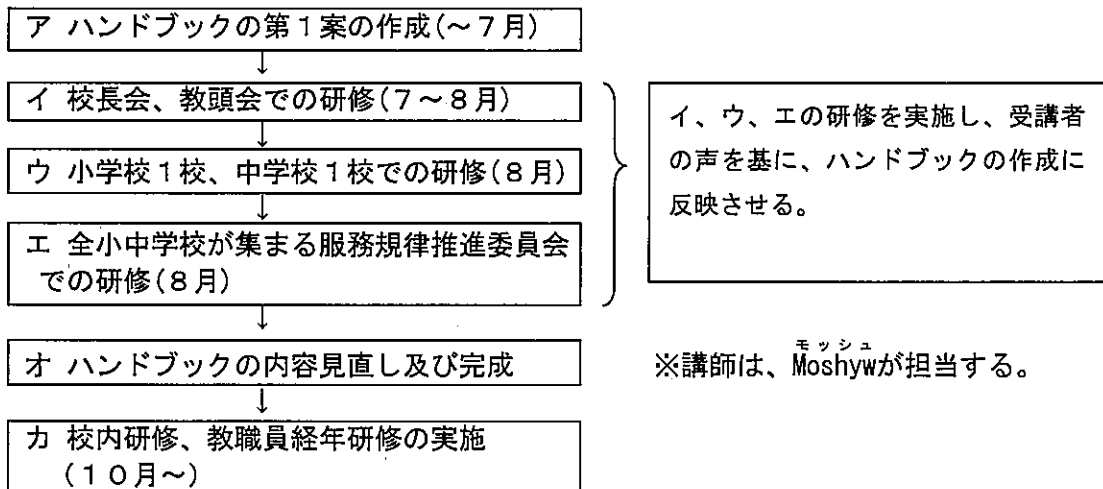 ア ハンドブックの第１案の作成(～７月)
↓
イ 校長会、教頭会での研修(７～８月)
↓
ウ 小学校１校、中学校１校での研修(８月)
↓
エ 全小中学校が集まる服務規律推進委員会
での研修(８月)
イ、ウ、エの研修を実施し、受講者
の声を基に、ハンドブックの作成に
反映させる。
↓
オ ハンドブックの内容見直し及び完成
モッシュ
※講師は、Moshywが担当する。
↓
カ 校内研修、教職員経年研修の実施
(１０月～)